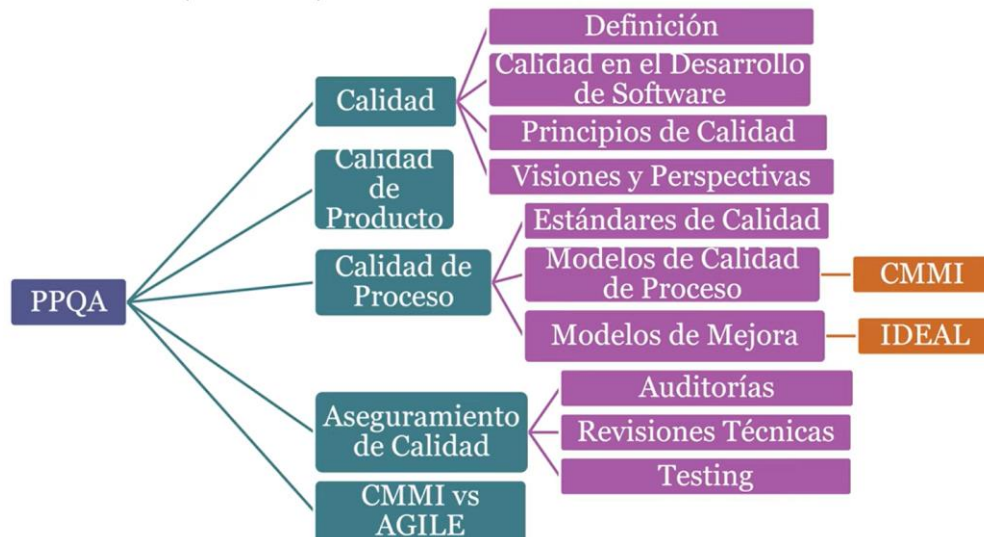 PPQA
Calidad
Definición
Calidad en el Desarrollo
de Software
Principios de Calidad
Visiones y Perspectivas
Calidad
de
Producto
Calidad de
Proceso
Estándares de Calidad
Modelos de Calidad
de Proceso
CMMI
Modelos de Mejora
IDEAL
Aseguramiento
de Calidad
Auditorías
Revisiones Técnicas
Testing
CMMI vs
AGILE